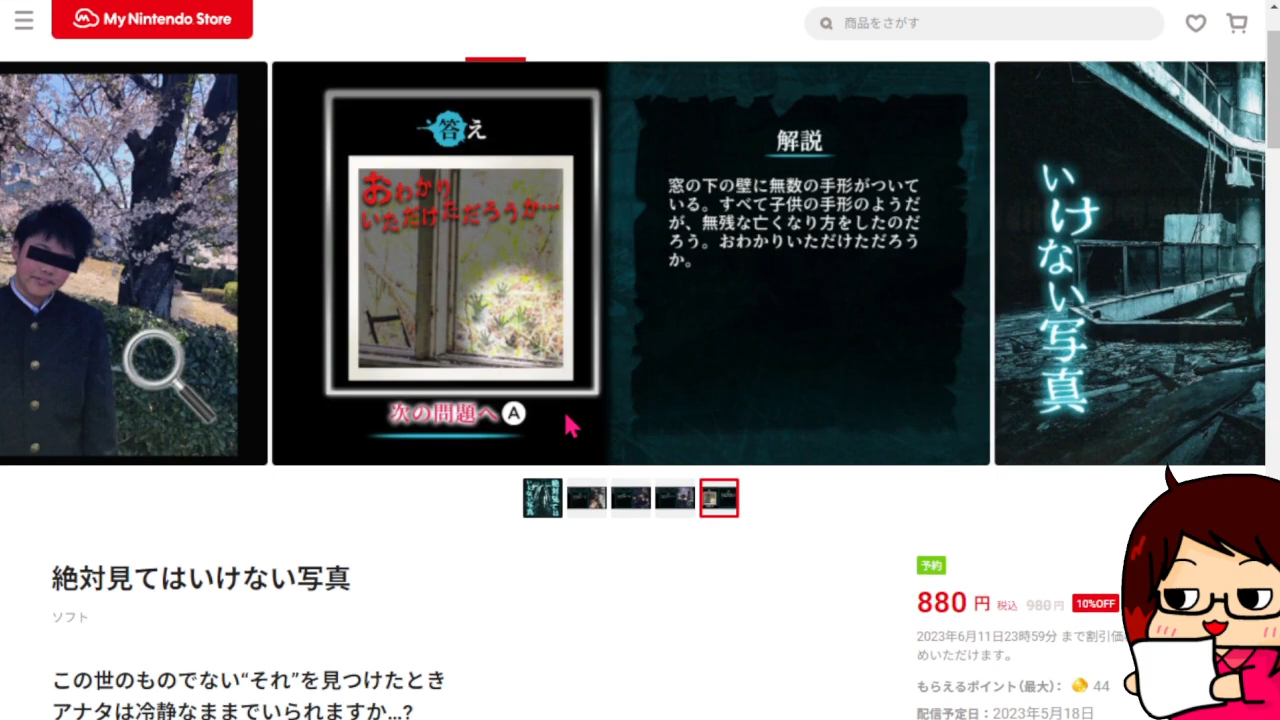 My Nintendo Store
商品をさがす
答え
おわかり
いただけただろうか…
次の問題へ A
解説
窓の下の壁に無数の手形がついて
いる。すべて子供の手形のようだ
が、無残な亡くなり方をしたのだ
ろう。おわかりいただけただろう
か。
いけない写真
絶対見てはいけない写真
ソフト
この世のものでない“それ”を見つけたとき
アナタは冷静なままでいられますか…?
予約
880 円 税込 980円 10%OFF
2023年6月11日23時59分 まで割引価
めいただけます。
もらえるポイント(最大): 44
配信予定日:2023年5月18日